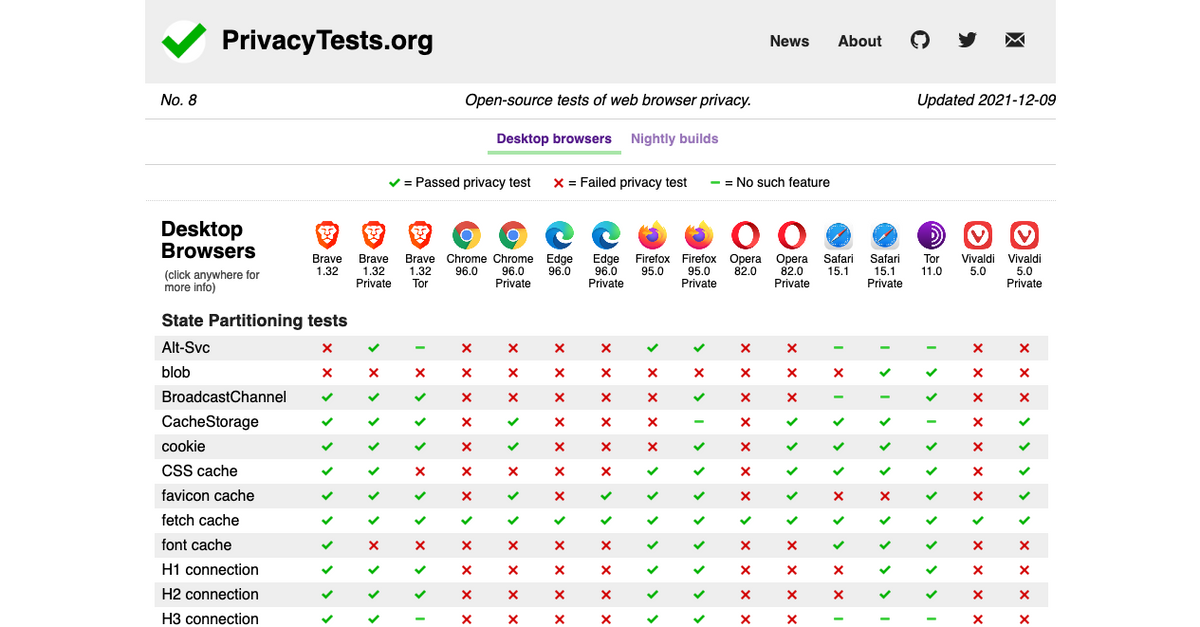 PrivacyTests.org
News About
No. 8 Open-source tests of web browser privacy. Updated 2021-12-09
Desktop browsers Nightly builds
= Passed privacy test = Failed privacy test = No such feature
Desktop Browsers
(click anywhere for more info)
Brave 1.32
Brave 1.32 Private
Brave 1.32 Tor
Chrome 96.0
Chrome 96.0 Private
Edge 96.0
Edge 96.0 Private
Firefox 95.0
Firefox 95.0 Private
Opera 82.0
Opera 82.0 Private
Safari 15.1
Safari 15.1 Private
Tor 11.0
Vivaldi 5.0
Vivaldi 5.0 Private
State Partitioning tests
Alt-Svc
blob
BroadcastChannel
CacheStorage
cookie
CSS cache
favicon cache
fetch cache
font cache
H1 connection
H2 connection
H3 connection